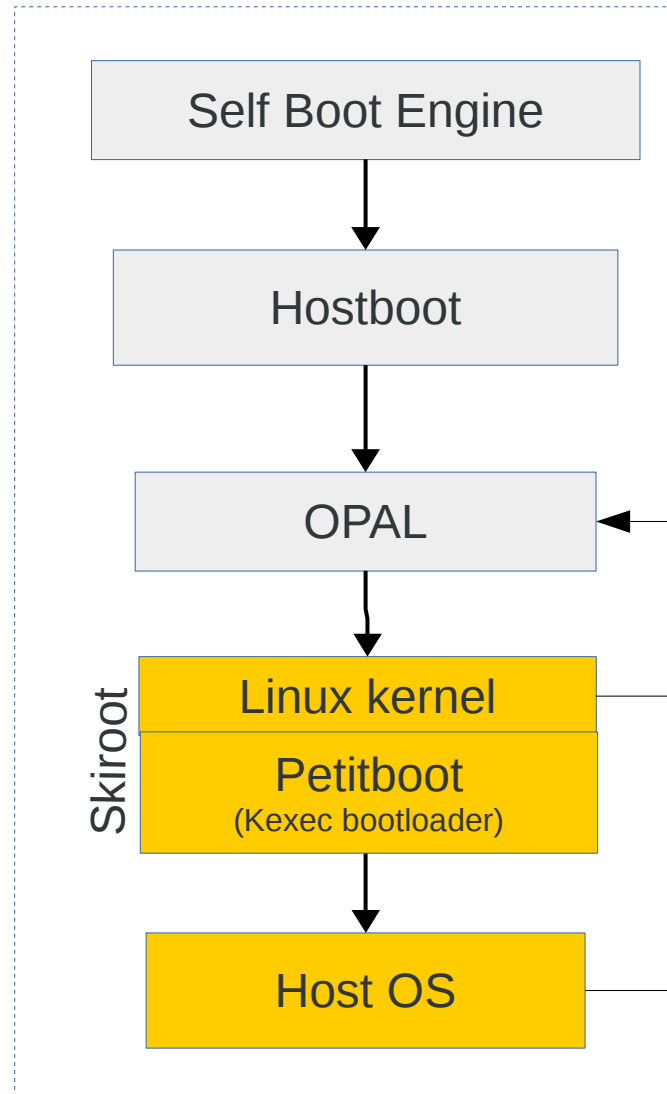 Self Boot Engine
Hostboot
OPAL
Skiroot
Linux kernel
Petitboot
(Kexec bootloader)
Host OS